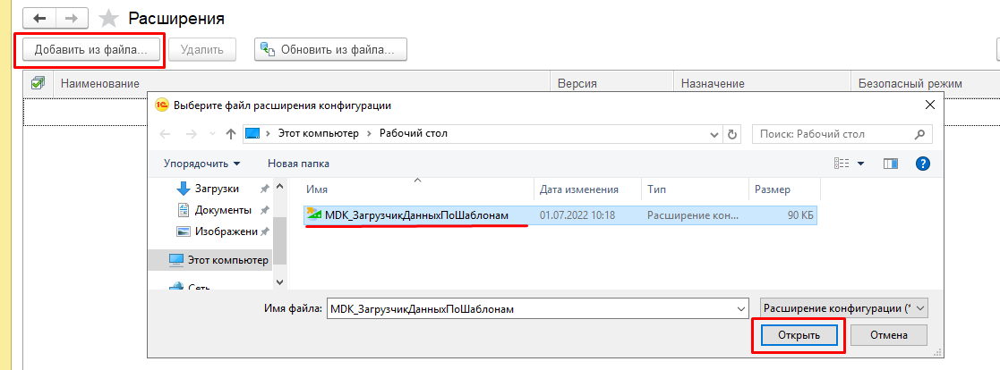 Расширения
Добавить из файла... Удалить Обновить из файла...
Наименование Версия Назначение Безопасный режим
1С Выберите файл расширения конфигурации
Этот компьютер Рабочий стол Поиск: Рабочий стол
Упорядочить Новая папка
Загрузки
Документы
Изображени
Этот компьютер
Сеть
Имя Дата изменения Тип Размер
MDK_ЗагрузчикДанныхПоШаблонам 01.07.2022 10:18 Расширение кон... 90 КБ
Имя файла: MDK_ЗагрузчикДанныхПоШаблонам Расширение конфигурации (*
Открыть Отмена